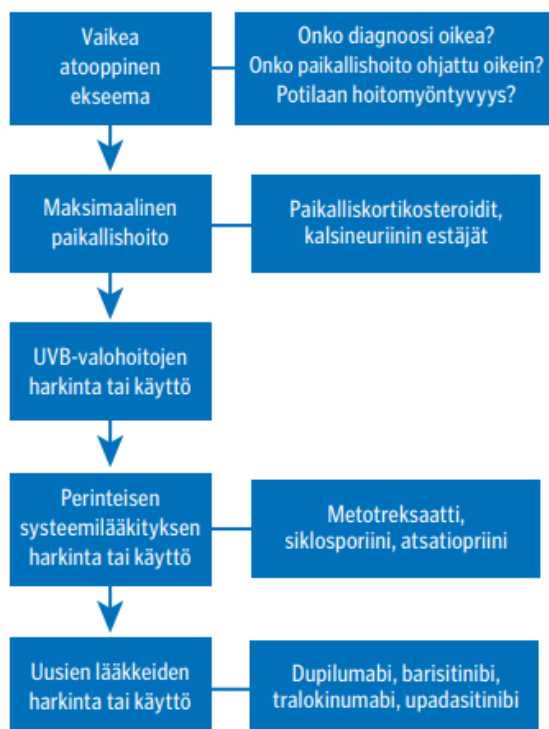 Vaikea
atooppinen
ekseema
Onko diagnoosi oikea?
Onko paikallishoito ohjattu oikein?
Potilaan hoitomyöntyvyys?
Maksimaalinen
paikallishoito
Paikalliskortikosteroidit,
kalsineuriinin estäjät
UVB-valohoitojen
harkinta tai käyttö
Perinteisen
systeemilääkityksen
harkinta tai käyttö
Metotreksaatti,
siklosporiini, atsatiopriini
Uusien lääkkeiden
harkinta tai käyttö
Dupilumabi, barisitinibi,
tralokinumabi, upadasitinibi